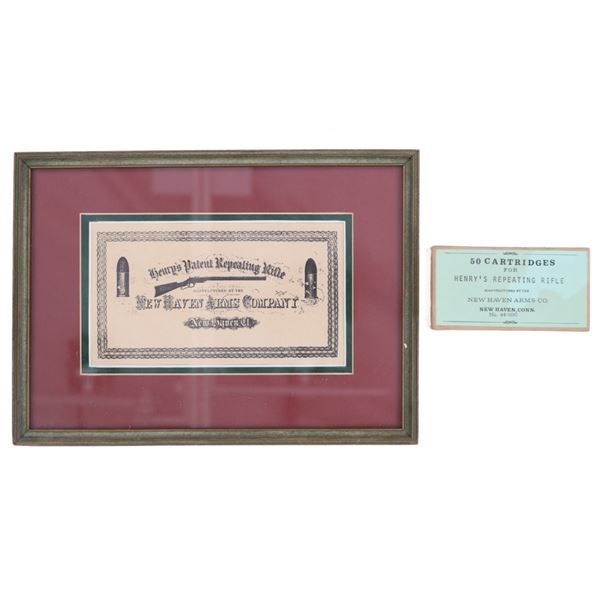 Henry's Patent Repeating Rifle
MANUFACTURED BY THE
NEW HAVEN ARMS COMPANY
New Haven Ct.
50 CARTRIDGES
FOR
HENRY'S REPEATING RIFLE
MANUFACTURED BY THE
NEW HAVEN ARMS CO.
NEW HAVEN, CONN.
No.